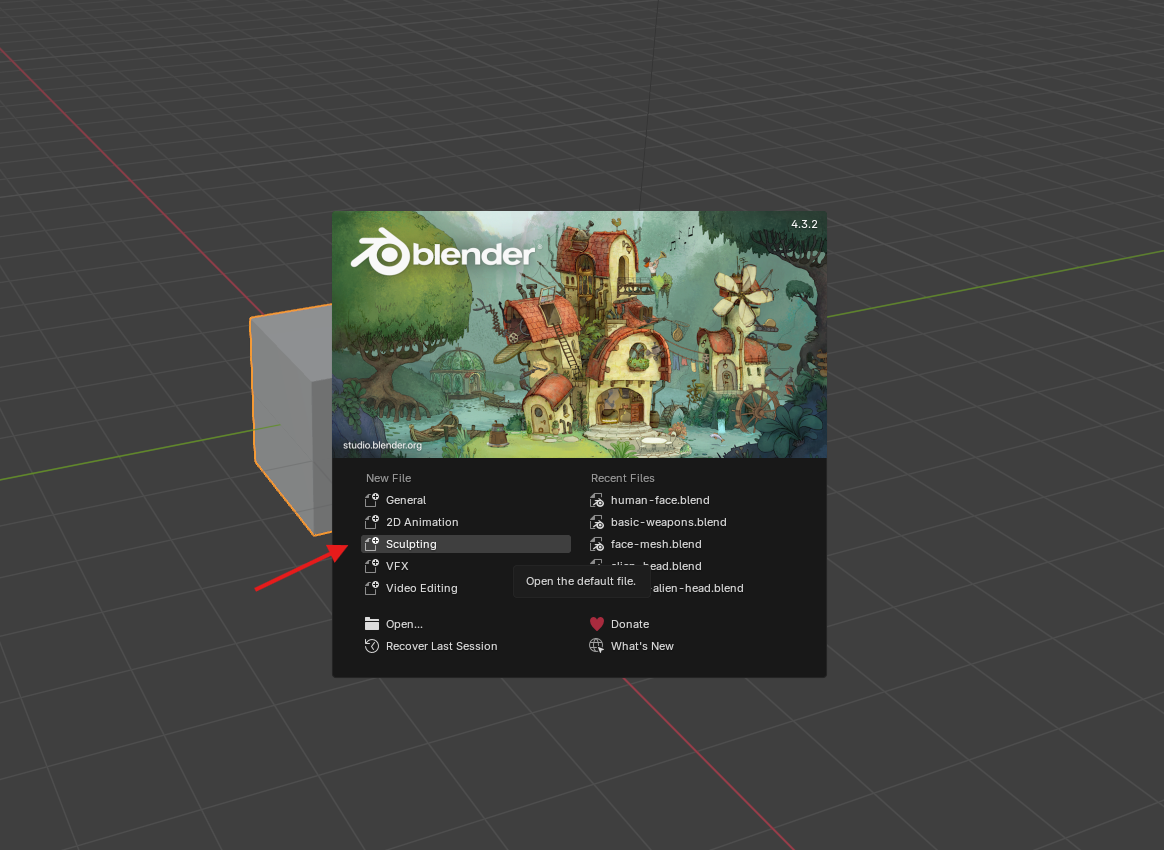 4.3.2
blender
studio.blender.org
New File
General
2D Animation
Sculpting
VFX
Video Editing
Open...
Recover Last Session
Recent Files
human-face.blend
basic-weapons.blend
face-mesh.blend
alien-head.blend
alien-head.blend
Open the default file.
Donate
What's New